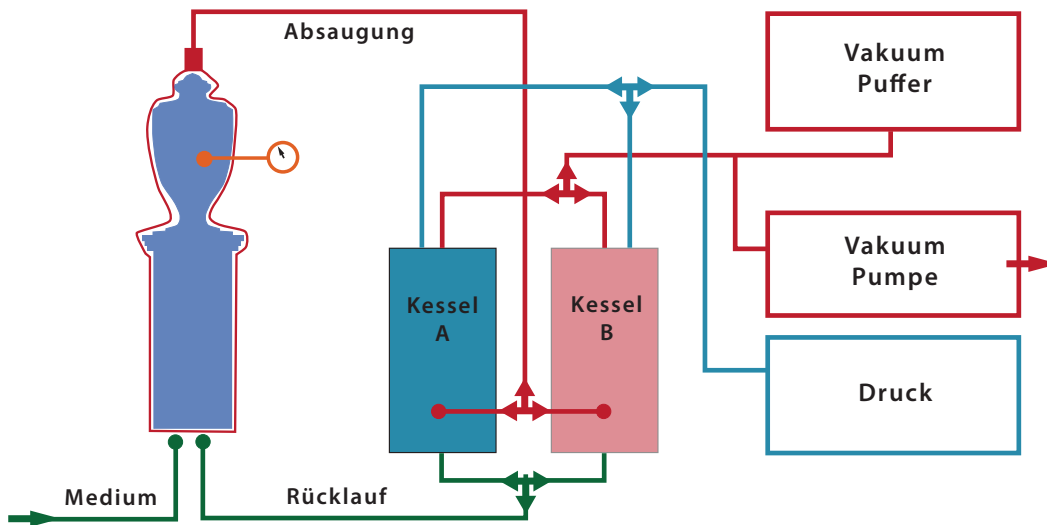 Absaugung
Vakuum
Puffer
Vakuum
Pumpe
Kessel
A
Kessel
B
Druck
Medium
Rücklauf